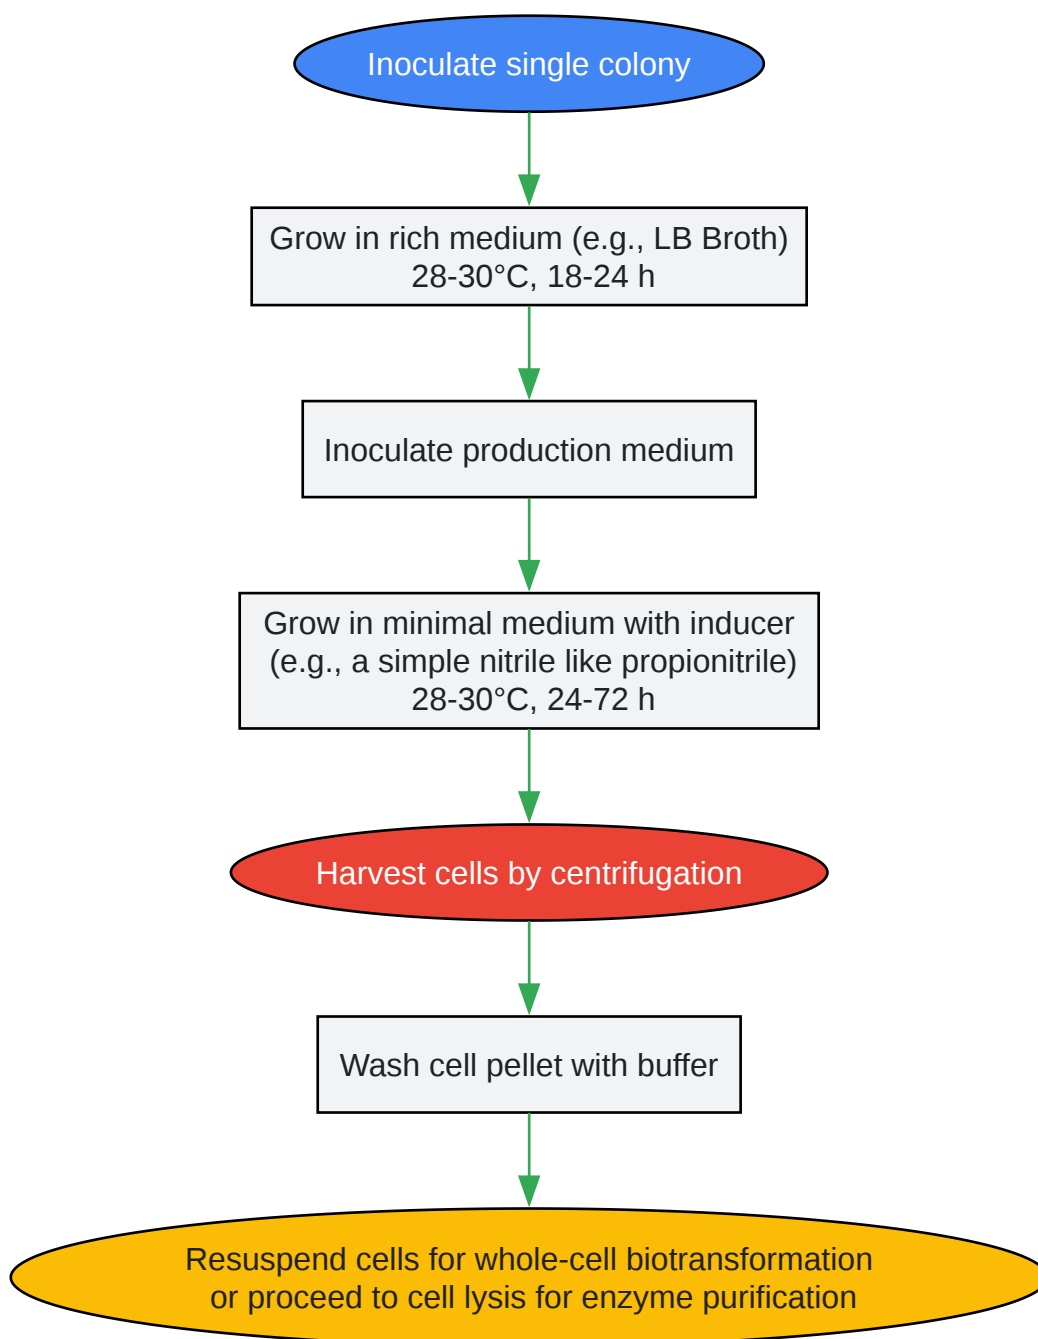 Inoculate single colony
Grow in rich medium (e.g., LB Broth)
28-30°C, 18-24 h
Inoculate production medium
Grow in minimal medium with inducer
(e.g., a simple nitrile like propionitrile)
28-30°C, 24-72 h
Harvest cells by centrifugation
Wash cell pellet with buffer
Resuspend cells for whole-cell biotransformation
or proceed to cell lysis for enzyme purification